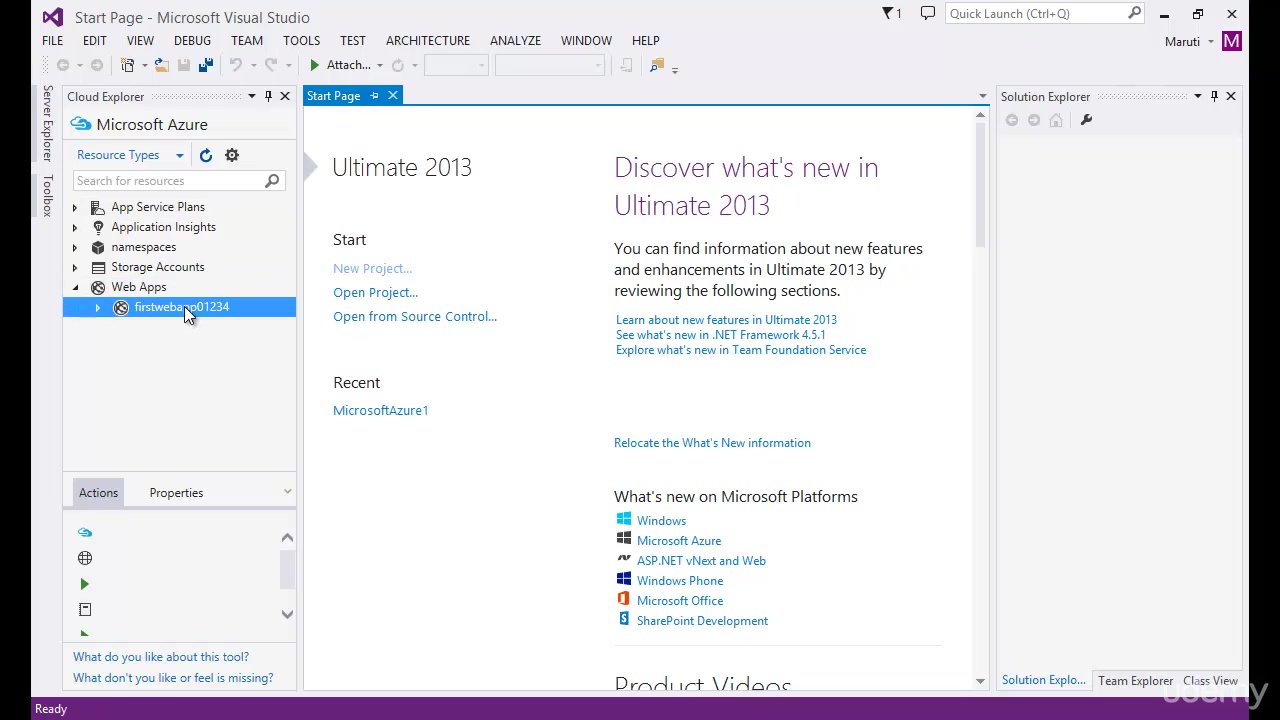 Start Page - Microsoft Visual Studio
1
Quick Launch (Ctrl+Q)
FILE EDIT VIEW DEBUG TEAM TOOLS TEST ARCHITECTURE ANALYZE WINDOW HELP
Maruti M
Attach...
Server Explorer
Toolbox
Cloud Explorer
Microsoft Azure
Resource Types
Search for resources
App Service Plans
Application Insights
namespaces
Storage Accounts
Web Apps
firstwebapp01234
Actions Properties
What do you like about this tool?
What don't you like or feel is missing?
Start Page
Ultimate 2013
Start
New Project...
Open Project...
Open from Source Control...
Recent
MicrosoftAzure1
Discover what's new in
Ultimate 2013
You can find information about new features
and enhancements in Ultimate 2013 by
reviewing the following sections.
Learn about new features in Ultimate 2013
See what's new in .NET Framework 4.5.1
Explore what's new in Team Foundation Service
Relocate the What's New information
What's new on Microsoft Platforms
Windows
Microsoft Azure
ASP.NET vNext and Web
Windows Phone
Microsoft Office
SharePoint Development
Product Videos
Solution Explorer
Solution Explo... Team Explorer Class View
udemy
Ready